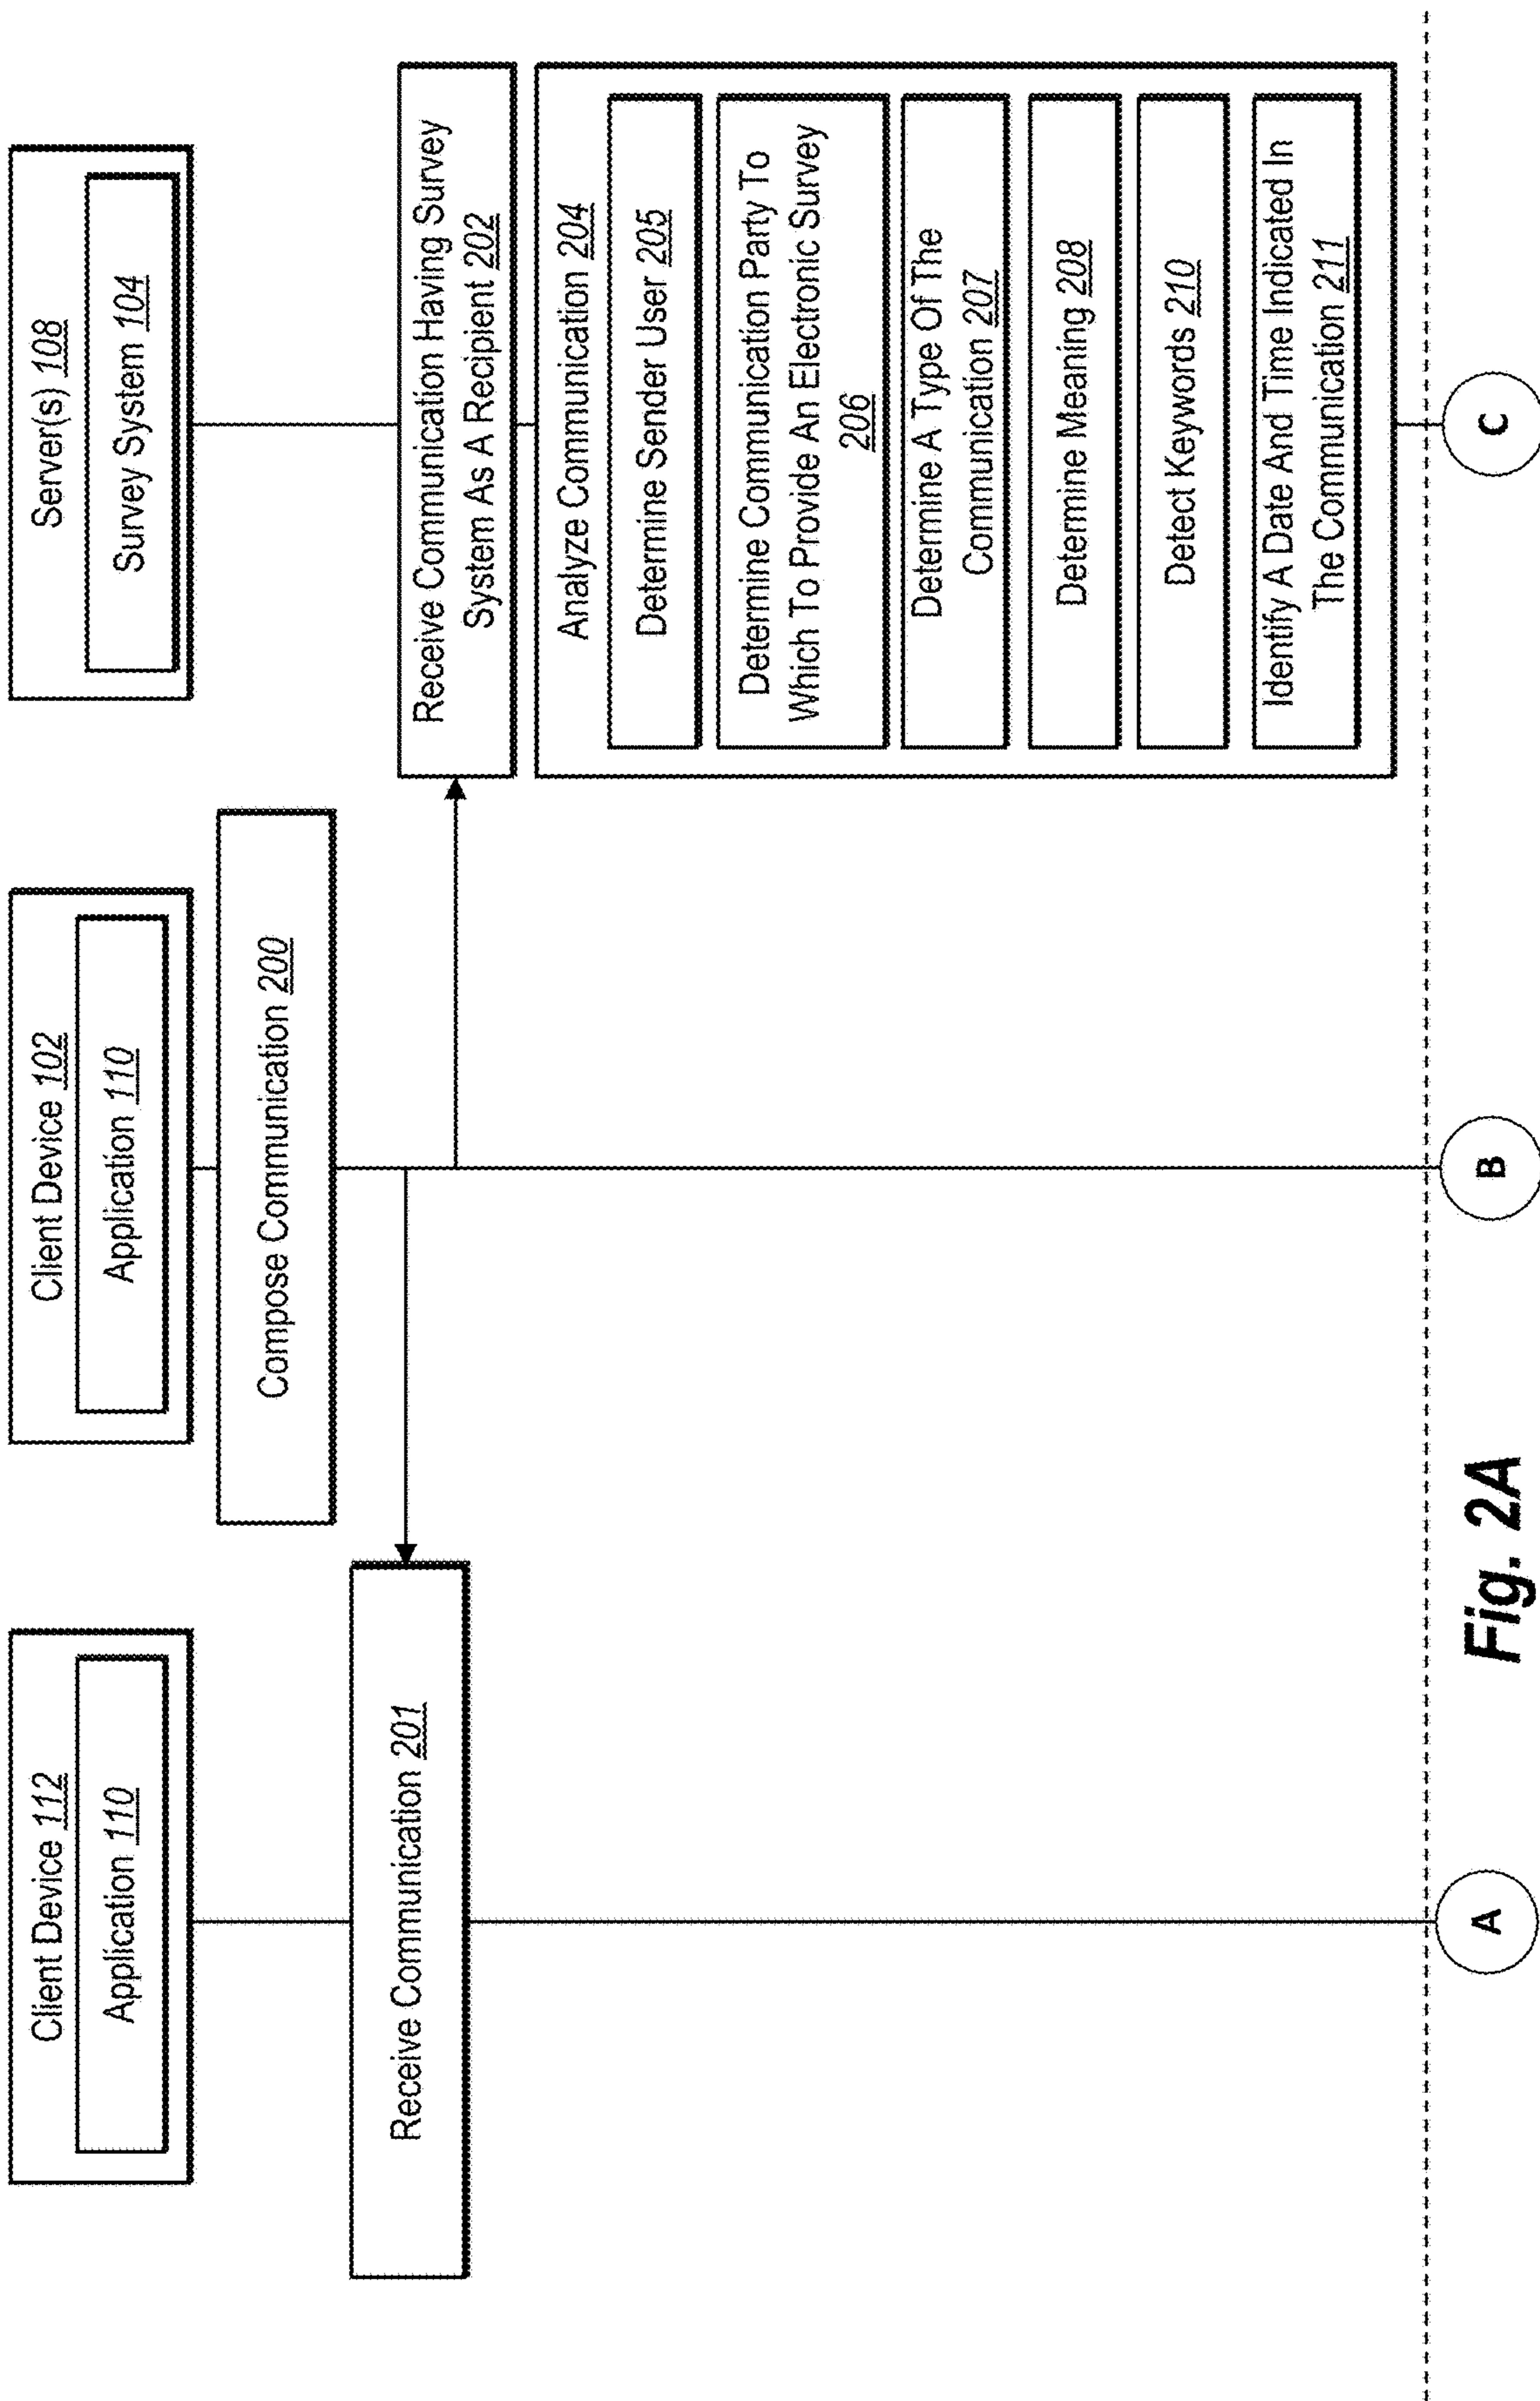 Client Device 112
Application 110
Client Device 102
Application 110
Server(s) 108
Survey System 104
Compose Communication 200
Receive Communication 201
Receive Communication Having Survey
System As A Recipient 202
Analyze Communication 204
Determine Sender User 205
Determine Communication Party To
Which To Provide An Electronic Survey
206
Determine A Type Of The
Communication 207
Determine Meaning 208
Detect Keywords 210
Identify A Date And Time Indicated In
The Communication 211
A
B
C
Fig. 2A